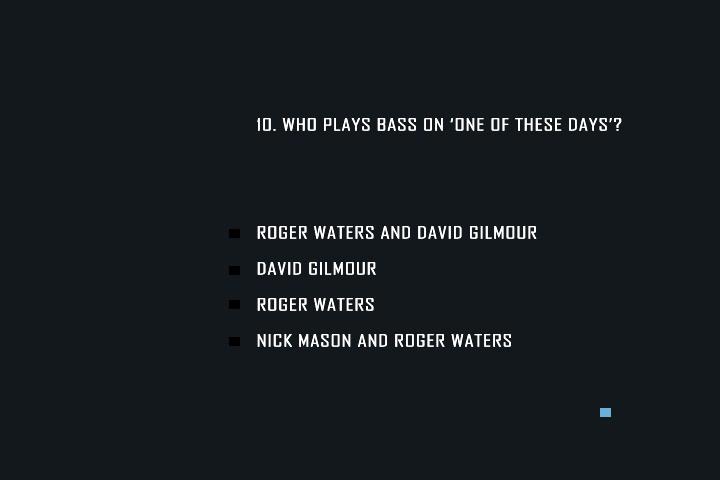 10. WHO PLAYS BASS ON 'ONE OF THESE DAYS'?
ROGER WATERS AND DAVID GILMOUR
DAVID GILMOUR
ROGER WATERS
NICK MASON AND ROGER WATERS